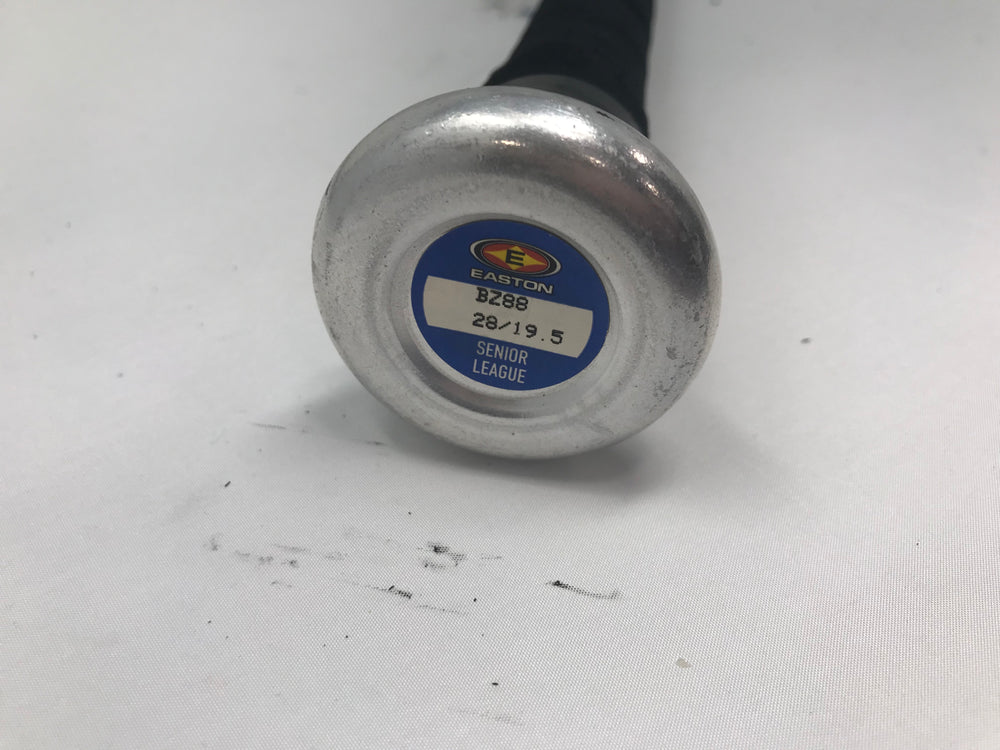 E
EASTON
BZ88
28/19.5
SENIOR
LEAGUE